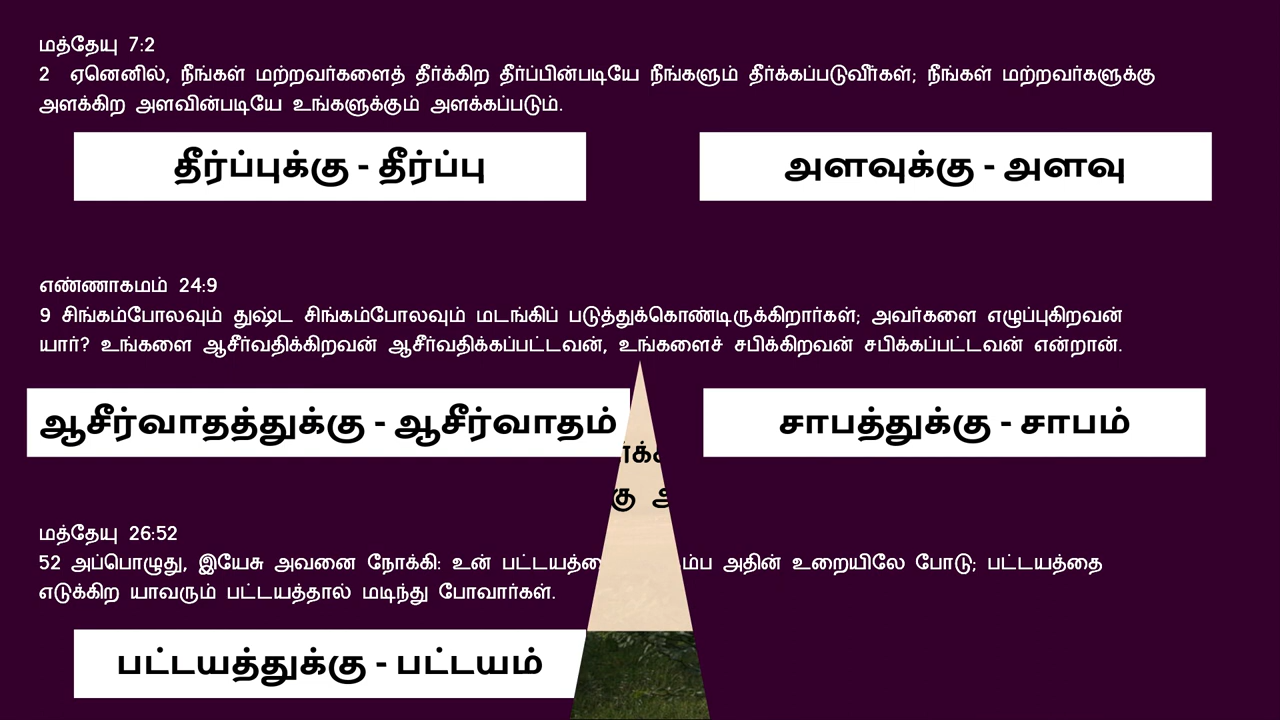 மத்தேயு 7:2
2 ஏனெனில், நீங்கள் மற்றவர்களைத் தீர்க்கிற தீர்ப்பின்படியே நீங்களும் தீர்க்கப்படுவீர்கள்; நீங்கள் மற்றவர்களுக்கு
அளக்கிற அளவின்படியே உங்களுக்கும் அளக்கப்படும்.
தீர்ப்புக்கு - தீர்ப்பு அளவுக்கு - அளவு
எண்ணாகமம் 24:9
9 சிங்கம்போலவும் துஷ்ட சிங்கம்போலவும் மடங்கிப் படுத்துக்கொண்டிருக்கிறார்கள்; அவர்களை எழுப்புகிறவன்
யார்? உங்களை ஆசீர்வதிக்கிறவன் ஆசீர்வதிக்கப்பட்டவன், உங்களைச் சபிக்கிறவன் சபிக்கப்பட்டவன் என்றான்.
ஆசீர்வாதத்துக்கு - ஆசீர்வாதம் சாபத்துக்கு - சாபம்
மத்தேயு 26:52
52 அப்பொழுது, இயேசு அவனை நோக்கி: உன் அதின் உறையிலே போடு; பட்டயத்தை
எடுக்கிற யாவரும் பட்டயத்தால் மடிந்து போவார்கள்.
பட்டயத்துக்கு - பட்டயம்